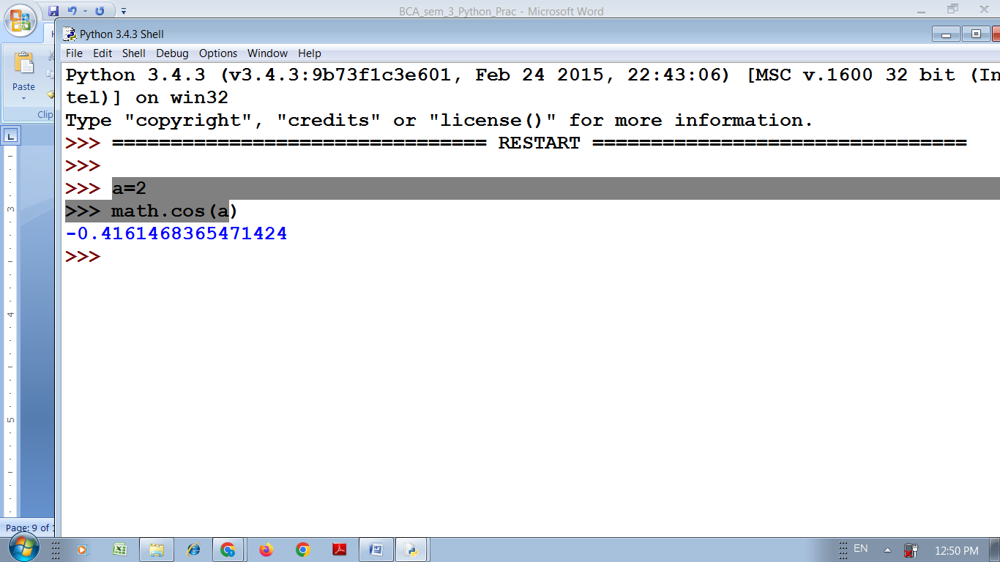 BCA_sem_3_Python_Prac - Microsoft Word
Python 3.4.3 Shell
File Edit Shell Debug Options Window Help
Python 3.4.3 (v3.4.3:9b73f1c3e601, Feb 24 2015, 22:43:06) [MSC v.1600 32 bit (In
tel)] on win32
Type "copyright", "credits" or "license()" for more information.
>>> ================================ RESTART ================================
>>>
>>> a=2
>>> math.cos(a)
-0.4161468365471424
>>>
Paste
Clip
3
4
5
Page: 9 of
EN
12:50 PM